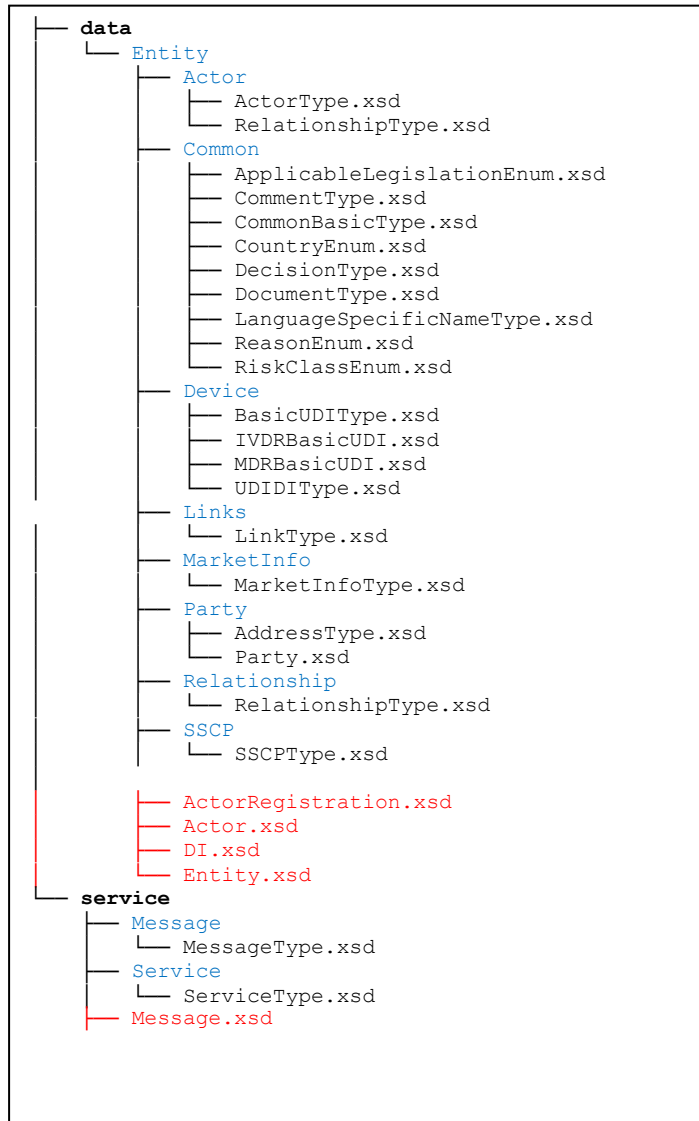 data
Entity
Actor
ActorType.xsd
RelationshipType.xsd
Common
ApplicableLegislationEnum.xsd
CommentType.xsd
CommonBasicType.xsd
CountryEnum.xsd
DecisionType.xsd
DocumentType.xsd
LanguageSpecificNameType.xsd
ReasonEnum.xsd
RiskClassEnum.xsd
Device
BasicUDIType.xsd
IVDRBasicUDI.xsd
MDRBasicUDI.xsd
UDIDIType.xsd
Links
LinkType.xsd
MarketInfo
MarketInfoType.xsd
Party
AddressType.xsd
Party.xsd
Relationship
RelationshipType.xsd
SSCP
SSCPType.xsd
ActorRegistration.xsd
Actor.xsd
DI.xsd
Entity.xsd
service
Message
MessageType.xsd
Service
ServiceType.xsd
Message.xsd